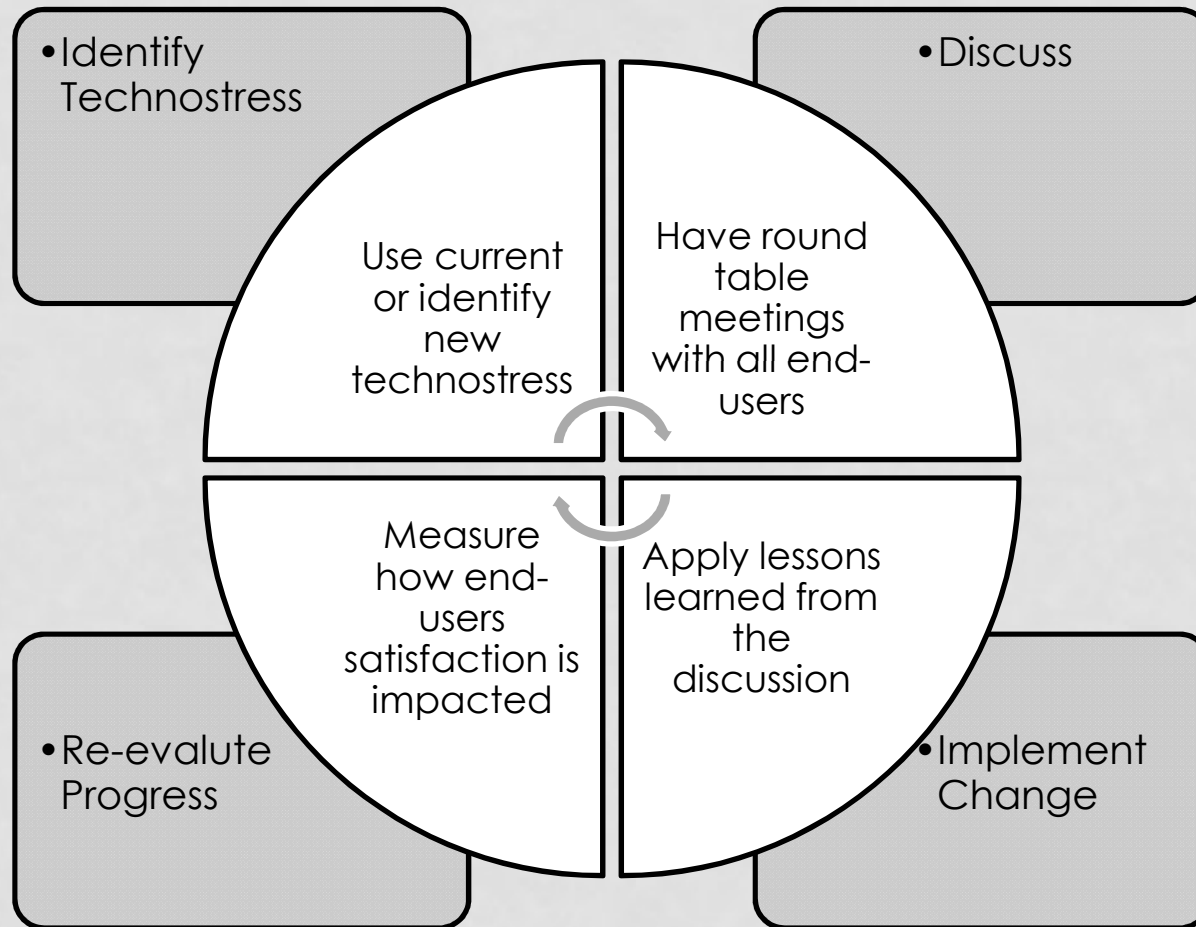 •Identify
Technostress
•Discuss
Use current
or identify
new
technostress
Have round
table
meetings
with all end-
users
Measure
how end-
users
satisfaction is
impacted
Apply lessons
learned from
the
discussion
•Re-evalute
Progress
•Implement
Change